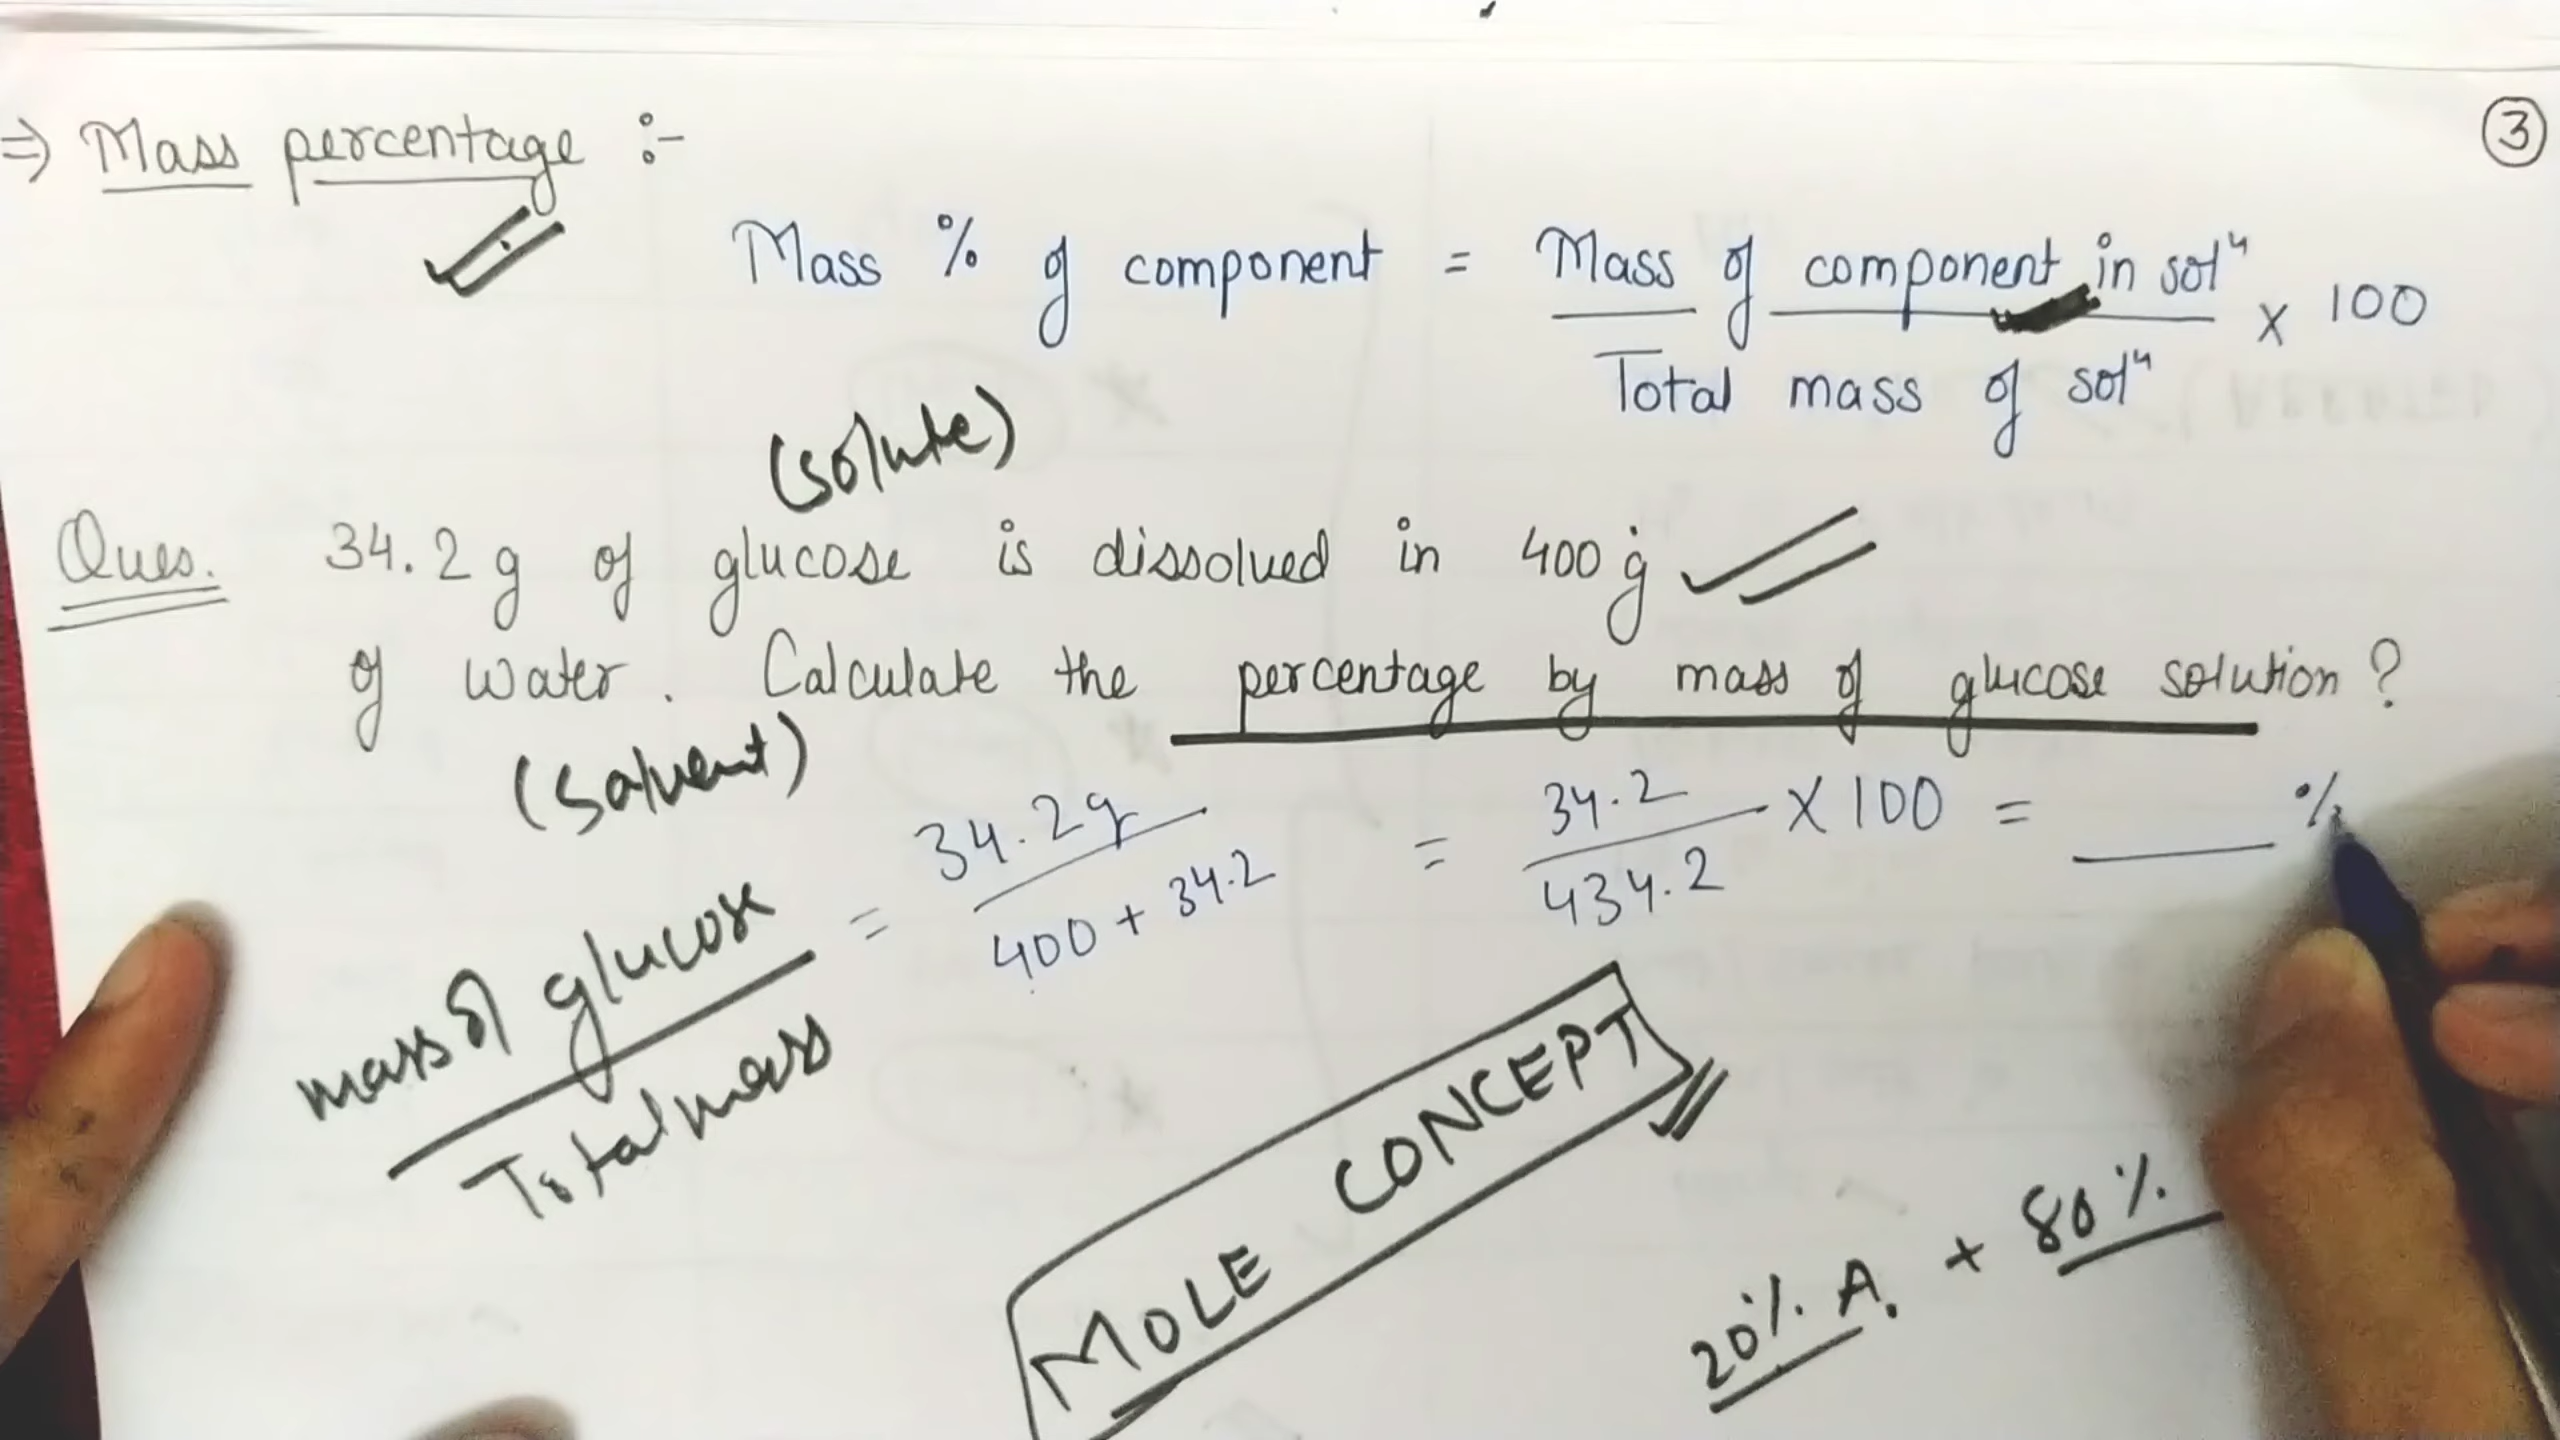 ③
⇒ Mass percentage :-
Mass % of component = Mass of component in solⁿ / Total mass of solⁿ × 100
(solute)
Ques. 34.2 g of glucose is dissolved in 400 g
of water. Calculate the percentage by mass of glucose solution?
(solvent)
mass of glucose / Total mass = 34.2g / 400 + 34.2 = 34.2 / 434.2 × 100 = ____ %
MOLE CONCEPT
20% A. + 80%